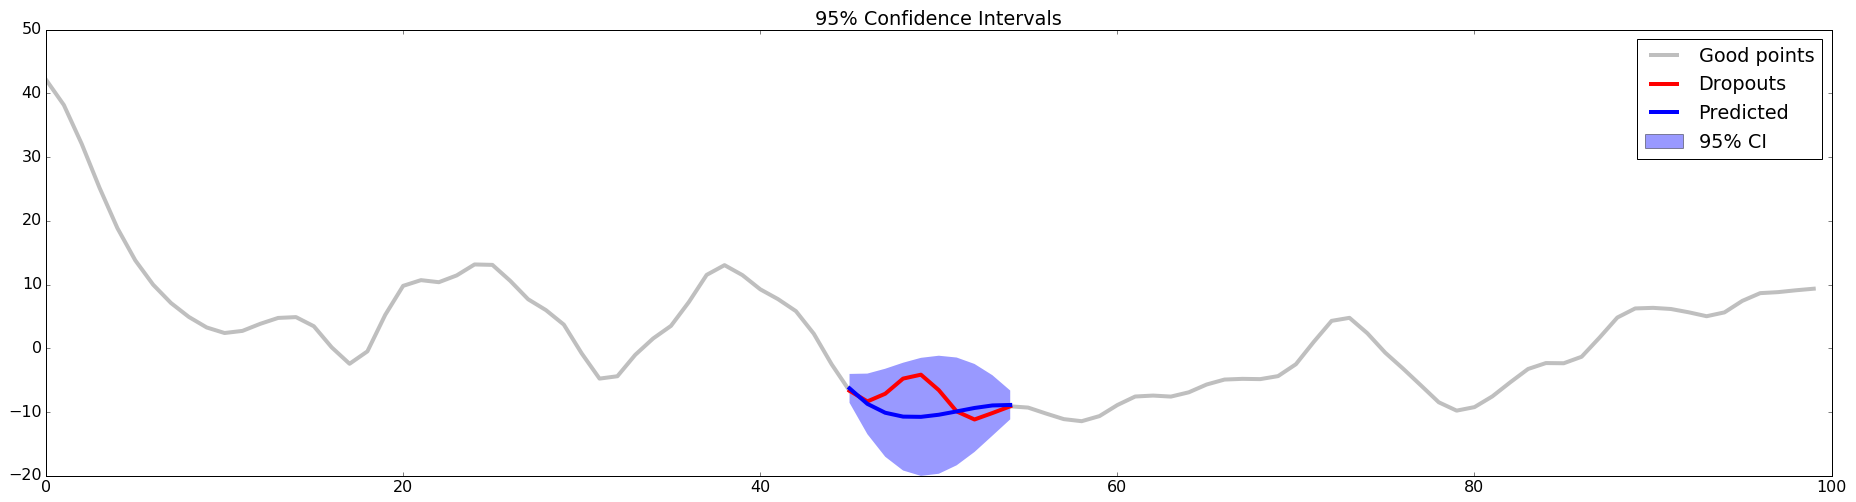 95% Confidence Intervals
50
40
30
20
10
0
−10
−20
0
20
40
60
80
100
Good points
Dropouts
Predicted
95% CI